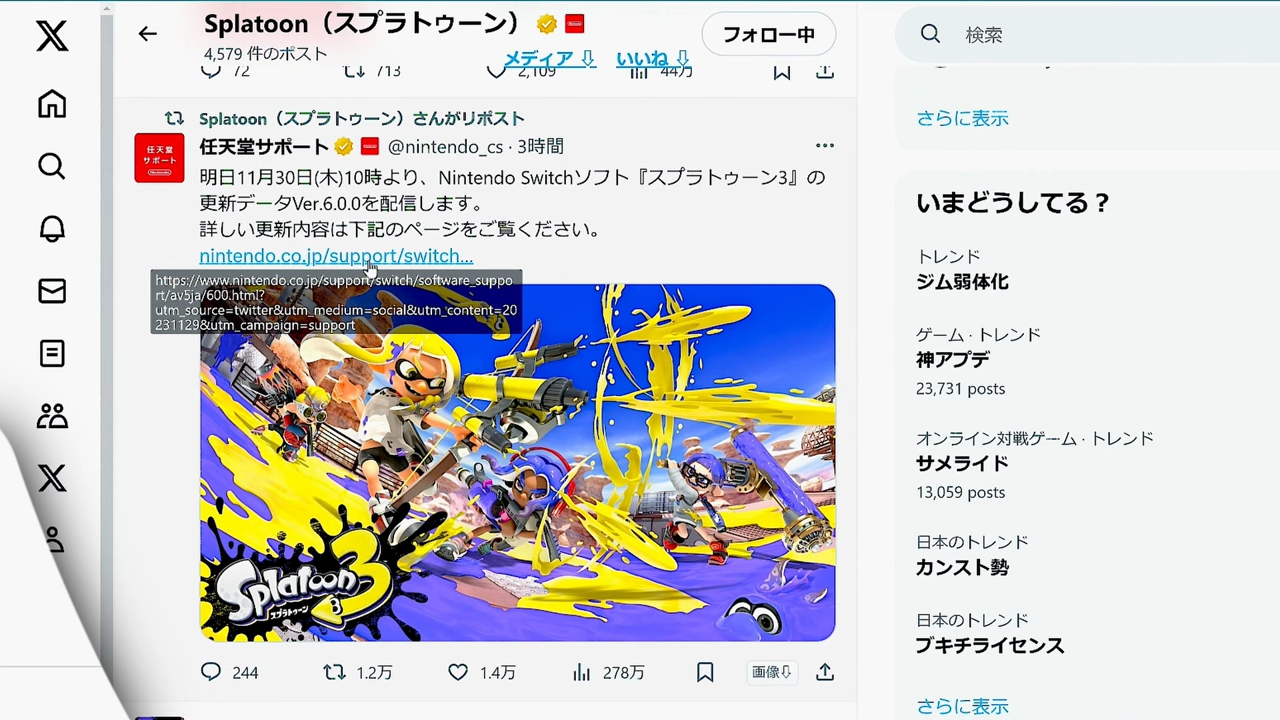 Splatoon（スプラトゥーン）
4,579 件のポスト
フォロー中
メディア ⇩ いいね ⇩
72 713 2,109 44万
Splatoon（スプラトゥーン）さんがリポスト
任天堂サポート @nintendo_cs · 3時間
任天堂
サポート
Nintendo
明日11月30日(木)10時より、Nintendo Switchソフト『スプラトゥーン3』の
更新データVer.6.0.0を配信します。
詳しい更新内容は下記のページをご覧ください。
nintendo.co.jp/support/switch...
https://www.nintendo.co.jp/support/switch/software_suppo
rt/av5ja/600.html?
utm_source=twitter&utm_medium=social&utm_content=20
231129&utm_campaign=support
Splatoon 3
スプラトゥーン
244 1.2万 1.4万 278万 画像⇩
検索
さらに表示
いまどうしてる？
トレンド
ジム弱体化
ゲーム · トレンド
神アプデ
23,731 posts
オンライン対戦ゲーム · トレンド
サメライド
13,059 posts
日本のトレンド
カンスト勢
日本のトレンド
ブキチライセンス
さらに表示